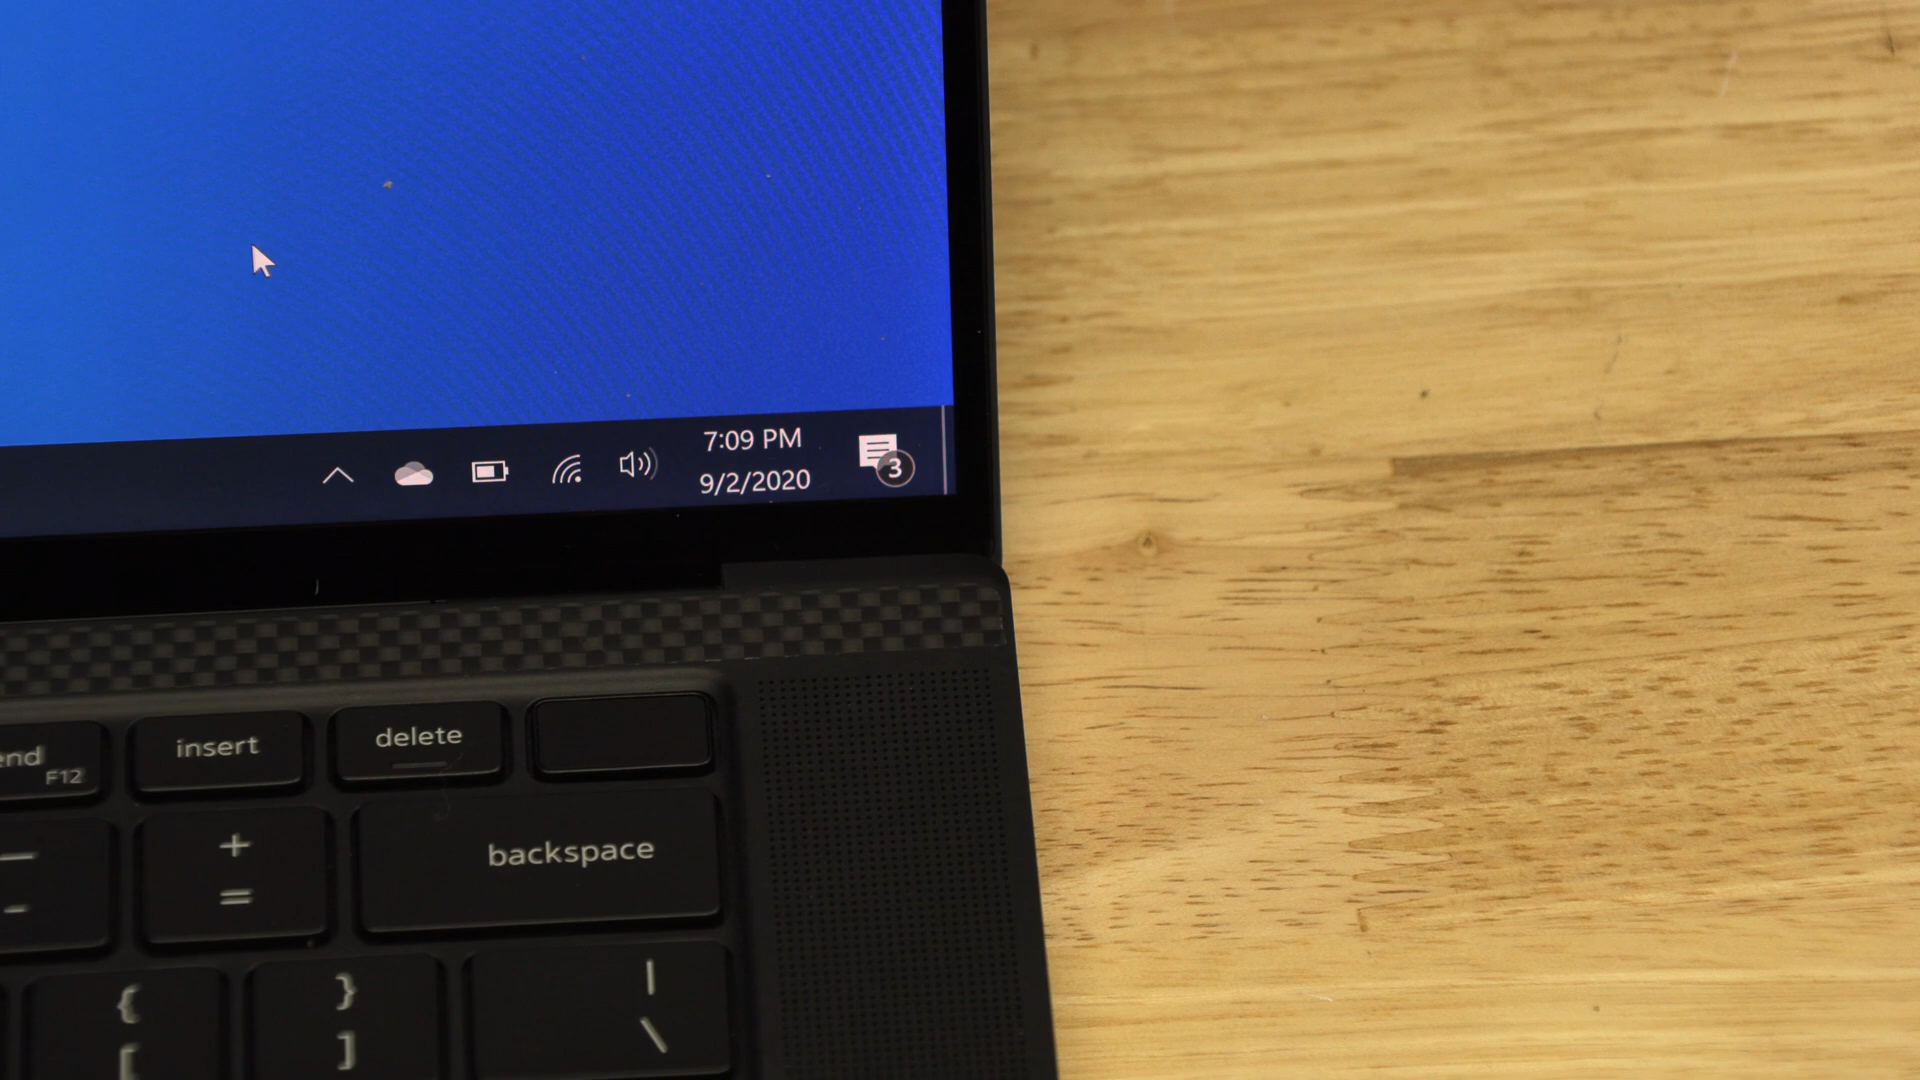 7:09 PM
9/2/2020
3
end
F12
insert
delete
+
=
backspace
—
-
{
[
}
]
|
\